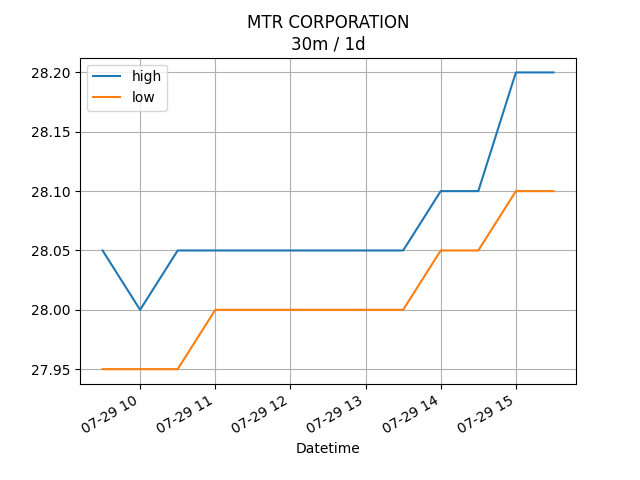 MTR CORPORATION
30m / 1d
high
low
28.20
28.15
28.10
28.05
28.00
27.95
07-29 10
07-29 11
07-29 12
07-29 13
07-29 14
07-29 15
Datetime